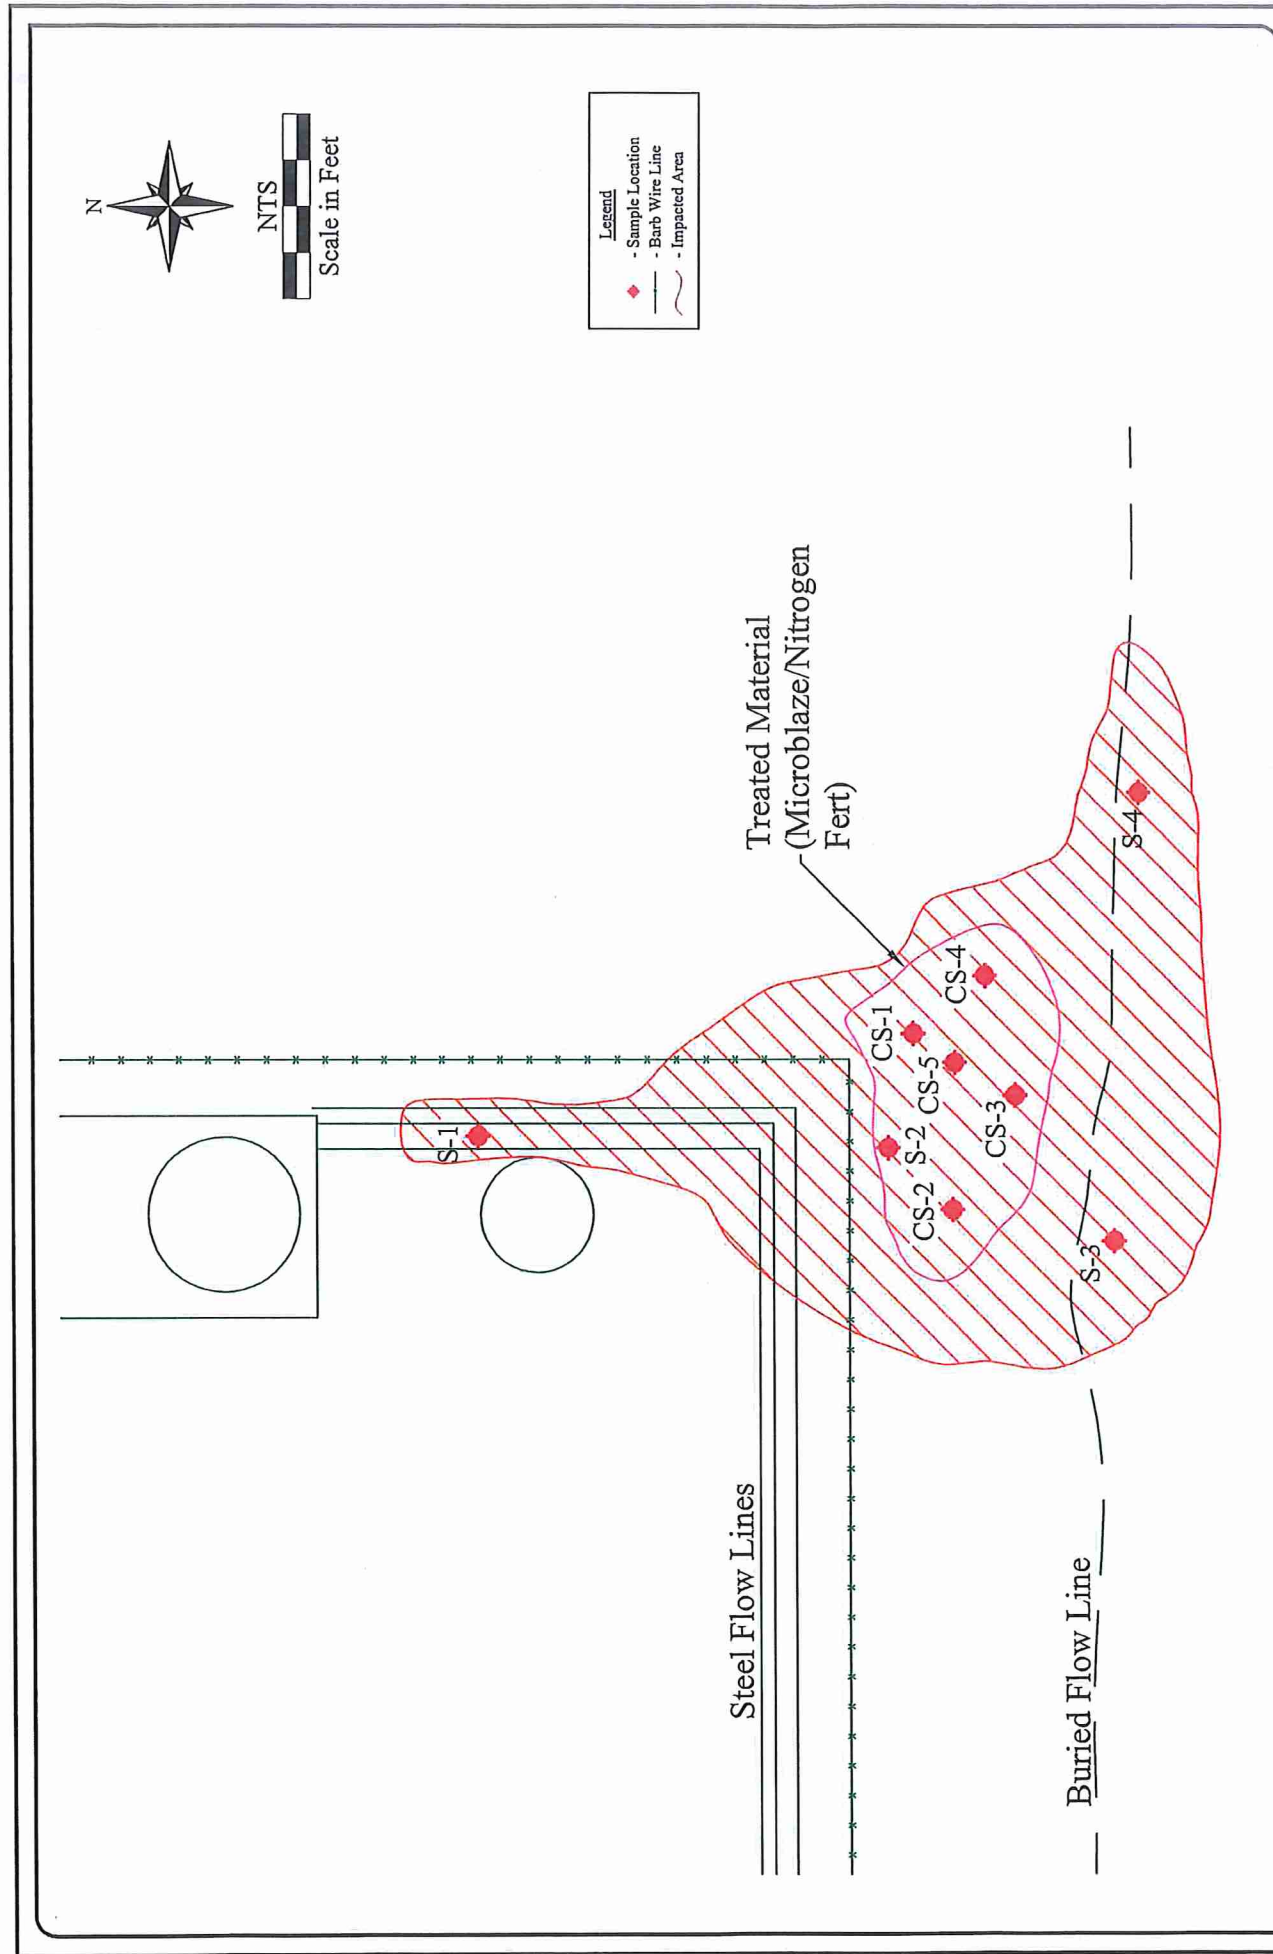 N
NTS
Scale in Feet
Legend
- Sample Location
- Barb Wire Line
- Impacted Area
Treated Material
(Microblaze/Nitrogen
Fert)
S-1
CS-1
CS-4
CS-5
S-2
CS-3
CS-2
S-3
S-4
Steel Flow Lines
Buried Flow Line